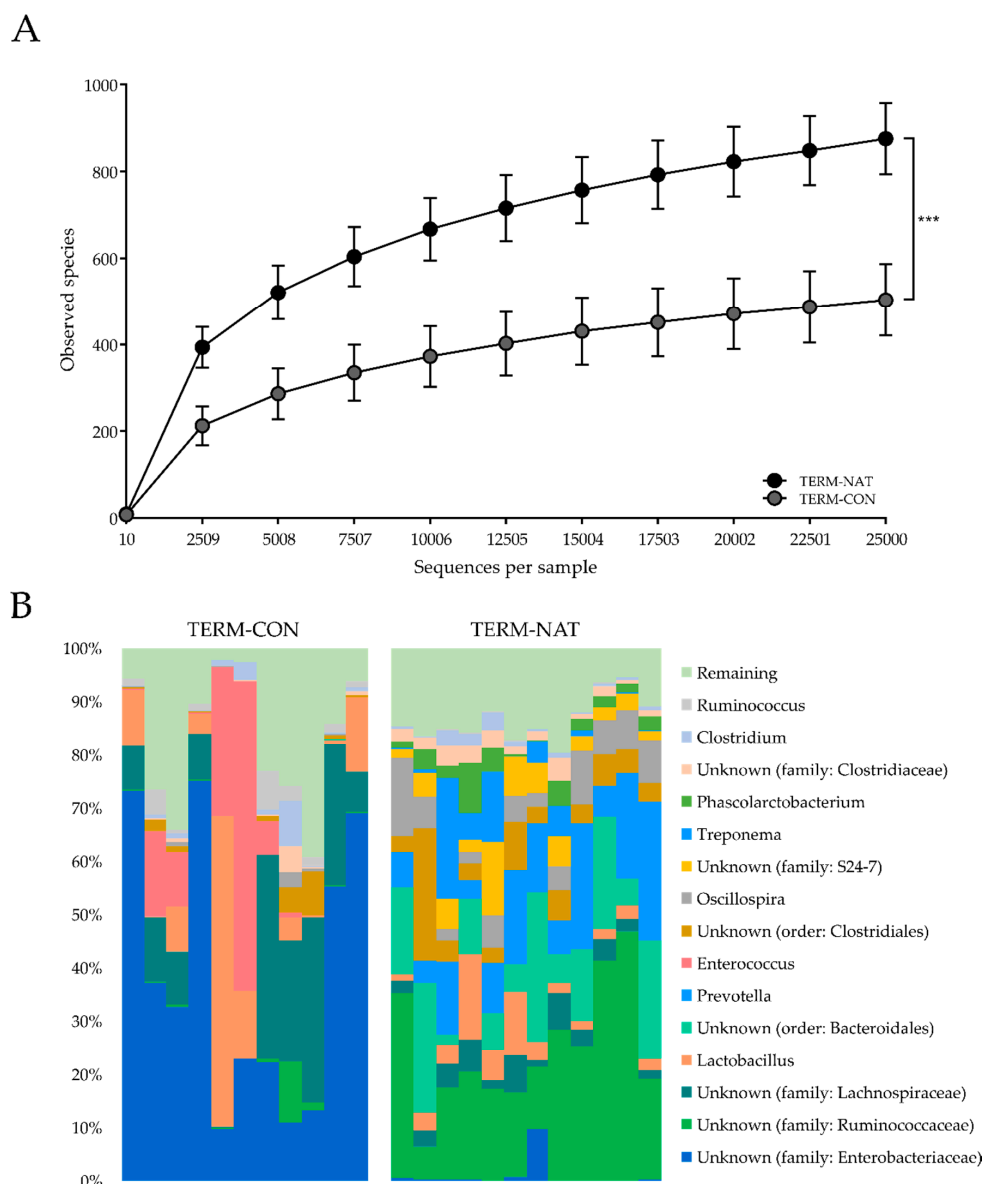 A
1000
800
600
400
200
0
Observed species
***
TERM-NAT
TERM-CON
10 2509 5008 7507 10006 12505 15004 17503 20002 22501 25000
Sequences per sample
B
TERM-CON TERM-NAT
100%
90%
80%
70%
60%
50%
40%
30%
20%
10%
0%
Remaining
Ruminococcus
Clostridium
Unknown (family: Clostridiaceae)
Phascolarctobacterium
Treponema
Unknown (family: S24-7)
Oscillospira
Unknown (order: Clostridiales)
Enterococcus
Prevotella
Unknown (order: Bacteroidales)
Lactobacillus
Unknown (family: Lachnospiraceae)
Unknown (family: Ruminococcaceae)
Unknown (family: Enterobacteriaceae)